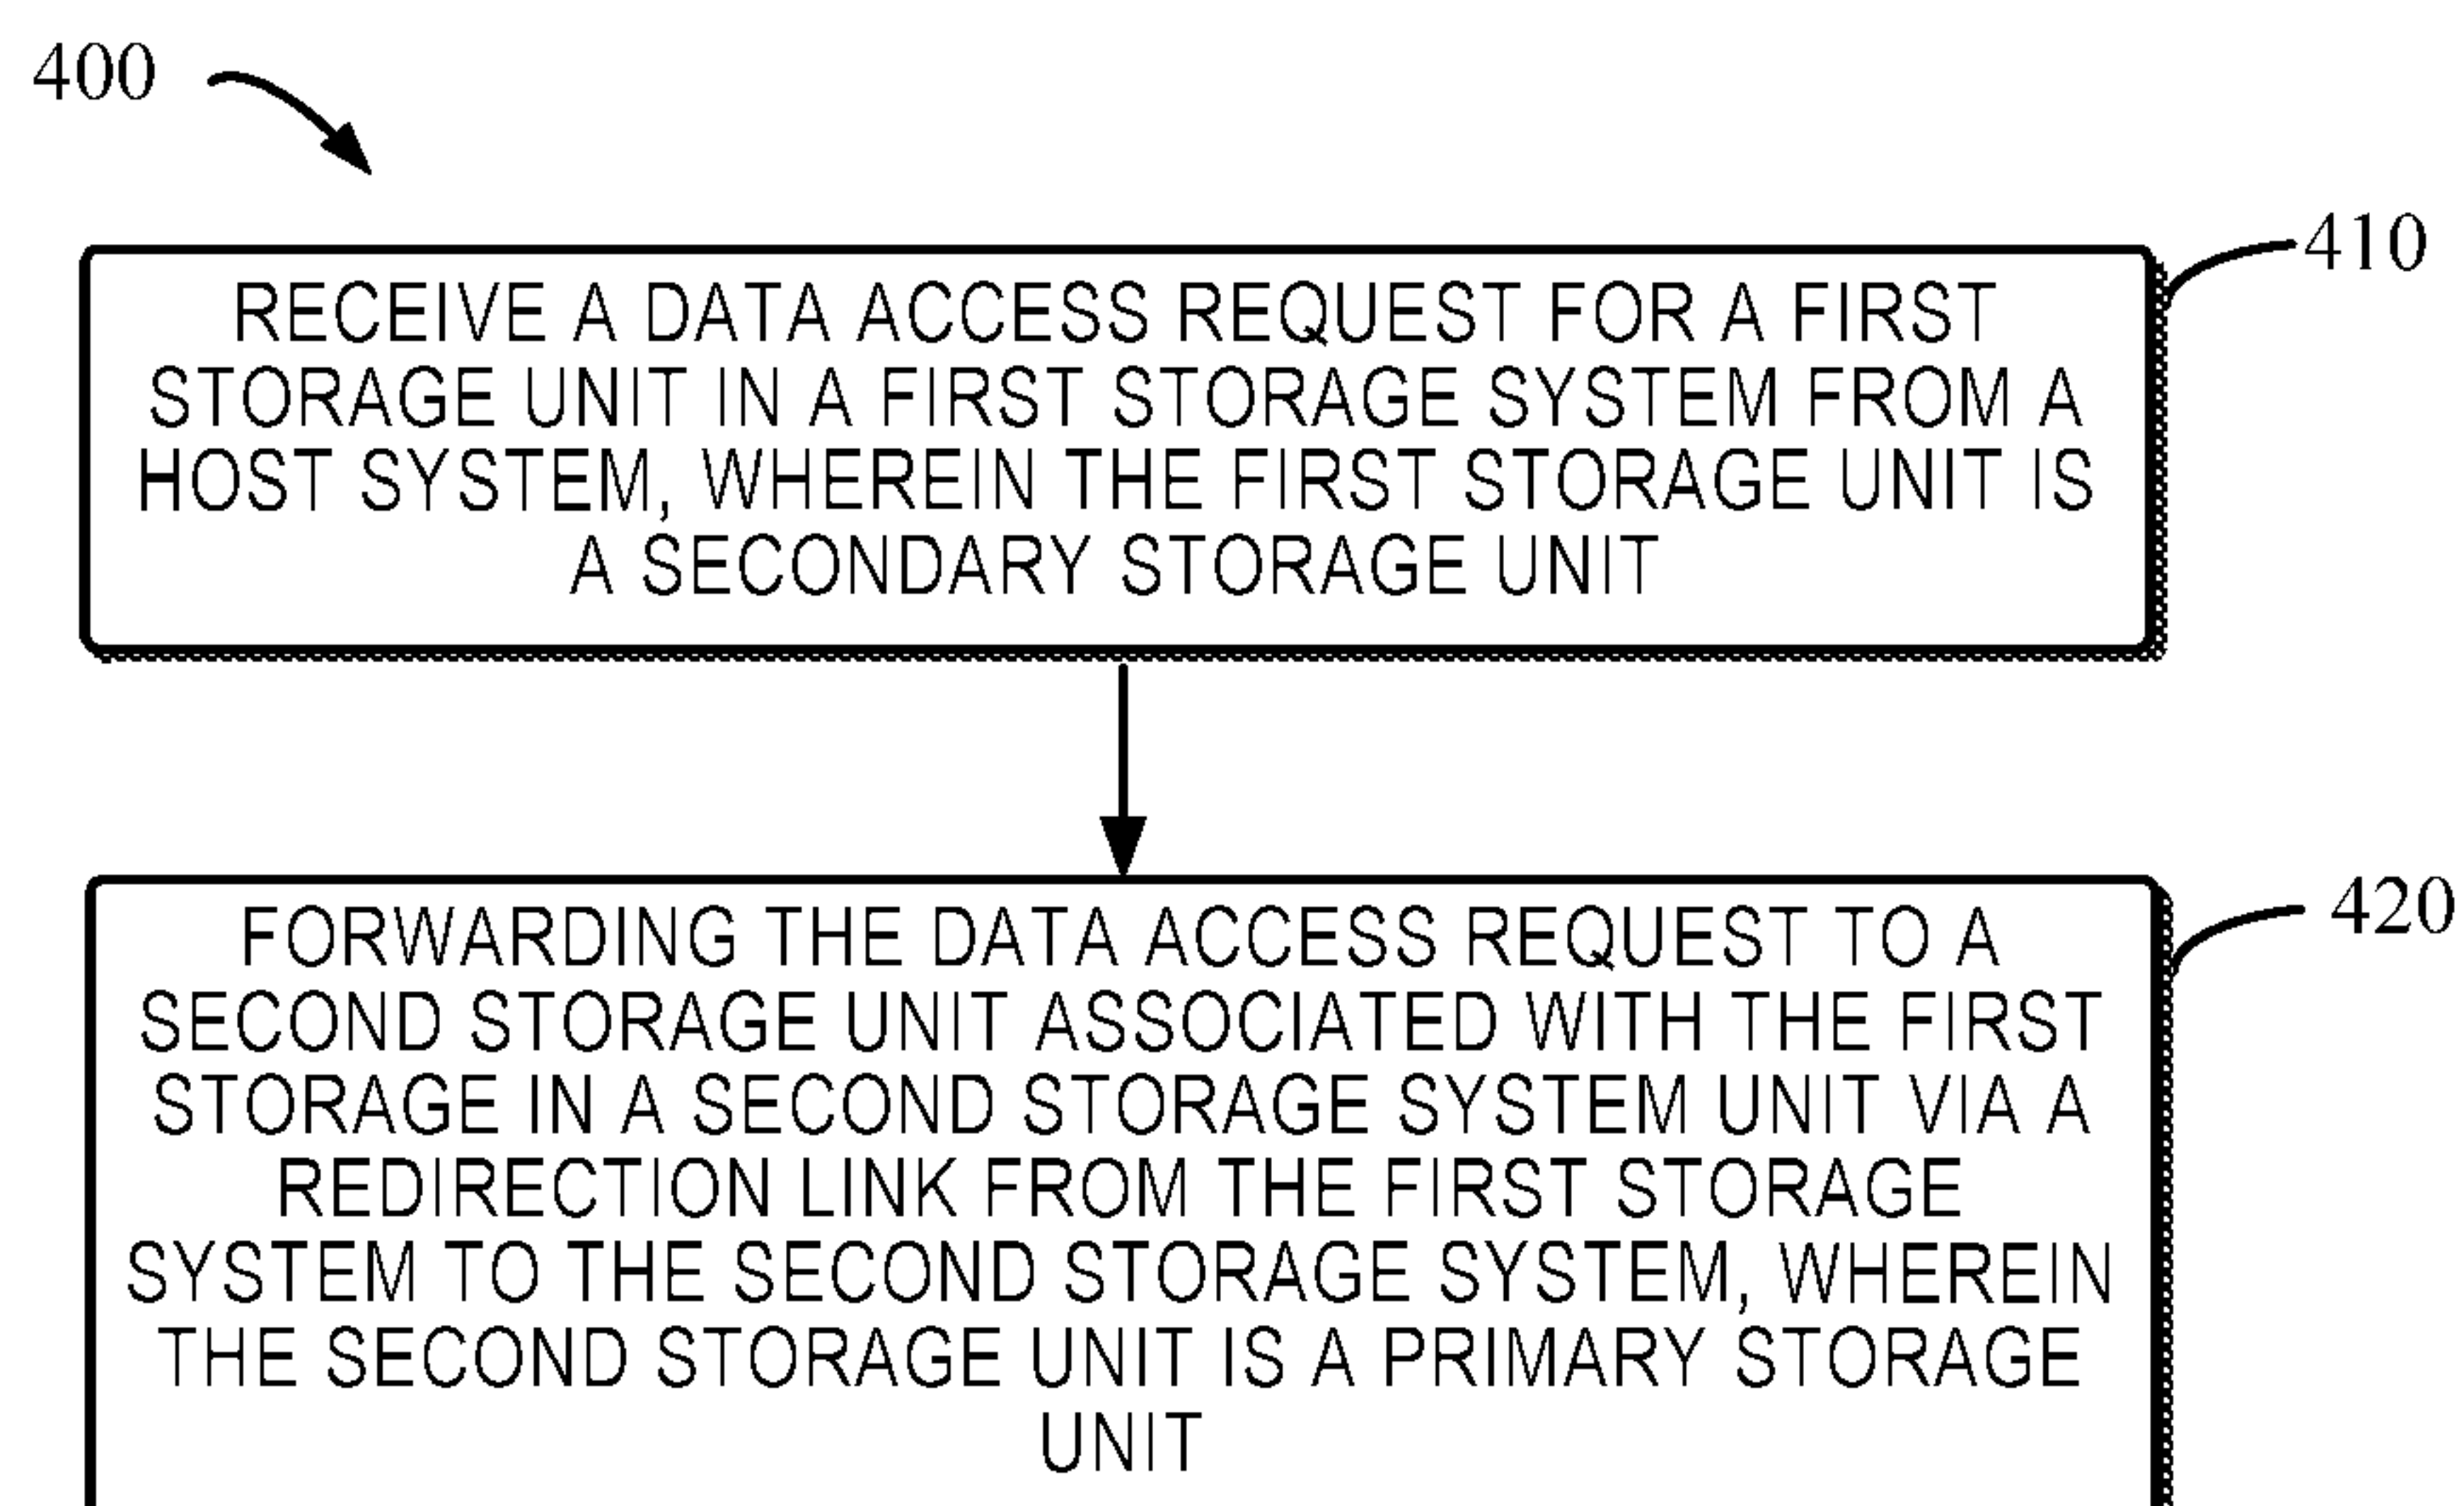 400
410
RECEIVE A DATA ACCESS REQUEST FOR A FIRST
STORAGE UNIT IN A FIRST STORAGE SYSTEM FROM A
HOST SYSTEM, WHEREIN THE FIRST STORAGE UNIT IS
A SECONDARY STORAGE UNIT
420
FORWARDING THE DATA ACCESS REQUEST TO A
SECOND STORAGE UNIT ASSOCIATED WITH THE FIRST
STORAGE IN A SECOND STORAGE SYSTEM UNIT VIA A
REDIRECTION LINK FROM THE FIRST STORAGE
SYSTEM TO THE SECOND STORAGE SYSTEM, WHEREIN
THE SECOND STORAGE UNIT IS A PRIMARY STORAGE
UNIT